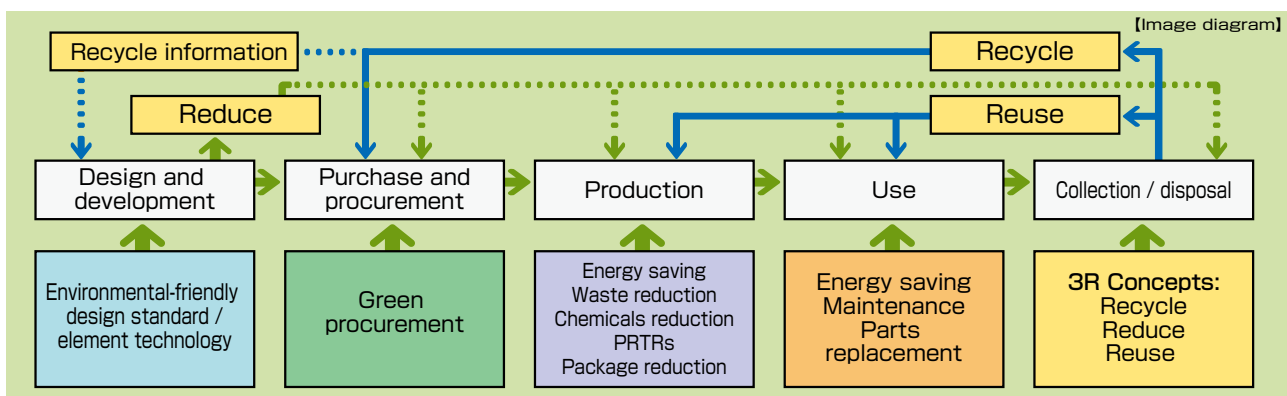 【Image diagram】
Recycle information
Recycle
Reduce
Reuse
Design and
development
Purchase and
procurement
Production
Use
Collection / disposal
Environmental-friendly
design standard /
element technology
Green
procurement
Energy saving
Waste reduction
Chemicals reduction
PRTRs
Package reduction
Energy saving
Maintenance
Parts
replacement
3R Concepts:
Recycle
Reduce
Reuse